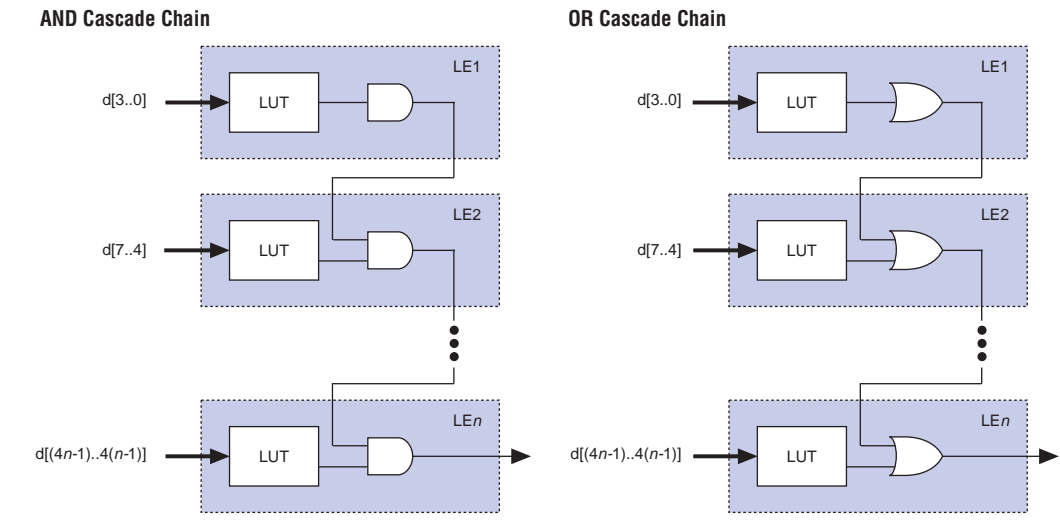 AND Cascade Chain
LE1
d[3..0]
LUT
LE2
d[7..4]
LUT
LEn
d[(4n-1)..4(n-1)]
LUT
OR Cascade Chain
LE1
d[3..0]
LUT
LE2
d[7..4]
LUT
LEn
d[(4n-1)..4(n-1)]
LUT